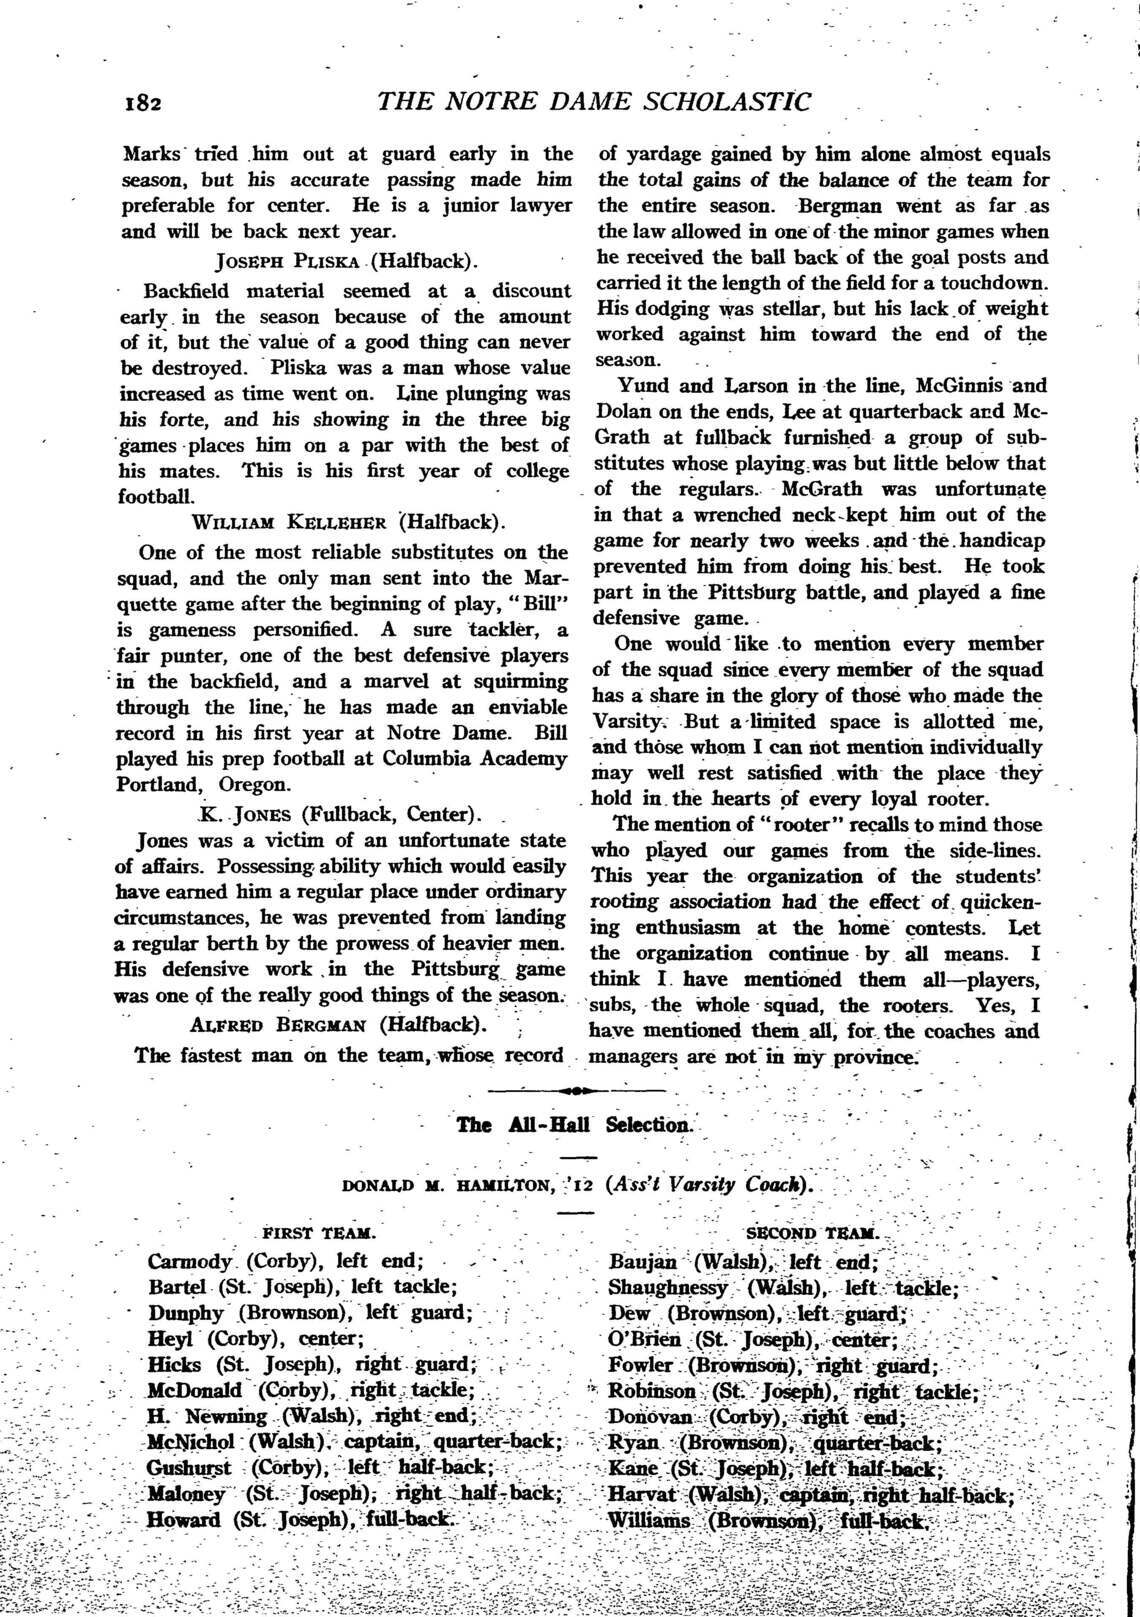 182
THE NOTRE DAME SCHOLASTIC
Marks tried him out at guard early in the
season, but his accurate passing made him
preferable for center. He is a junior lawyer
and will be back next year.
JOSEPH PLISKA (Halfback).
Backfield material seemed at a discount
early in the season because of the amount
of it, but the value of a good thing can never
be destroyed. Pliska was a man whose value
increased as time went on. Line plunging was
his forte, and his showing in the three big
games places him on a par with the best of
his mates. This is his first year of college
football.
WILLIAM KELLEHER (Halfback).
One of the most reliable substitutes on the
squad, and the only man sent into the Mar-
quette game after the beginning of play, "Bill"
is gameness personified. A sure tackler, a
fair punter, one of the best defensive players
in the backfield, and a marvel at squirming
through the line, he has made an enviable
record in his first year at Notre Dame. Bill
played his prep football at Columbia Academy
Portland, Oregon.
K. JONES (Fullback, Center).
Jones was a victim of an unfortunate state
of affairs. Possessing ability which would easily
have earned him a regular place under ordinary
circumstances, he was prevented from landing
a regular berth by the prowess of heavier men.
His defensive work in the Pittsburg game
was one of the really good things of the season.
ALFRED BERGMAN (Halfback).
The fastest man on the team, whose record
of yardage gained by him alone almost equals
the total gains of the balance of the team for
the entire season. Bergman went as far as
the law allowed in one of the minor games when
he received the ball back of the goal posts and
carried it the length of the field for a touchdown.
His dodging was stellar, but his lack of weight
worked against him toward the end of the
season.
Yund and Larson in the line, McGinnis and
Dolan on the ends, Lee at quarterback and Mc-
Grath at fullback furnished a group of sub-
stitutes whose playing was but little below that
of the regulars. McGrath was unfortunate
in that a wrenched neck kept him out of the
game for nearly two weeks and the handicap
prevented him from doing his best. He took
part in the Pittsburg battle, and played a fine
defensive game.
One would like to mention every member
of the squad since every member of the squad
has a share in the glory of those who made the
Varsity. But a limited space is allotted me,
and those whom I can not mention individually
may well rest satisfied with the place they
hold in the hearts of every loyal rooter.
The mention of "rooter" recalls to mind those
who played our games from the side-lines.
This year the organization of the students'
rooting association had the effect of quicken-
ing enthusiasm at the home contests. Let
the organization continue by all means. I
think I have mentioned them all—players,
subs, the whole squad, the rooters. Yes, I
have mentioned them all, for the coaches and
managers are not in my province.
The All-Hall Selection.
DONALD M. HAMILTON, '12 (Ass't Varsity Coach).
FIRST TEAM.
Carmody (Corby), left end;
Bartel (St. Joseph), left tackle;
Dunphy (Brownson), left guard;
Heyl (Corby), center;
Hicks (St. Joseph), right guard;
McDonald (Corby), right tackle;
H. Newning (Walsh), right end;
McNichol (Walsh), captain, quarter-back;
Gushurst (Corby), left half-back;
Maloney (St. Joseph), right half-back;
Howard (St. Joseph), full-back.
SECOND TEAM.
Baujan (Walsh), left end;
Shaughnessy (Walsh), left tackle;
Dew (Brownson), left guard;
O'Brien (St. Joseph), center;
Fowler (Brownson), right guard;
Robinson (St. Joseph), right tackle;
Donovan (Corby), right end;
Ryan (Brownson), quarter-back;
Kane (St. Joseph), left half-back;
Harvat (Walsh), captain, right half-back;
Williams (Brownson), full-back.